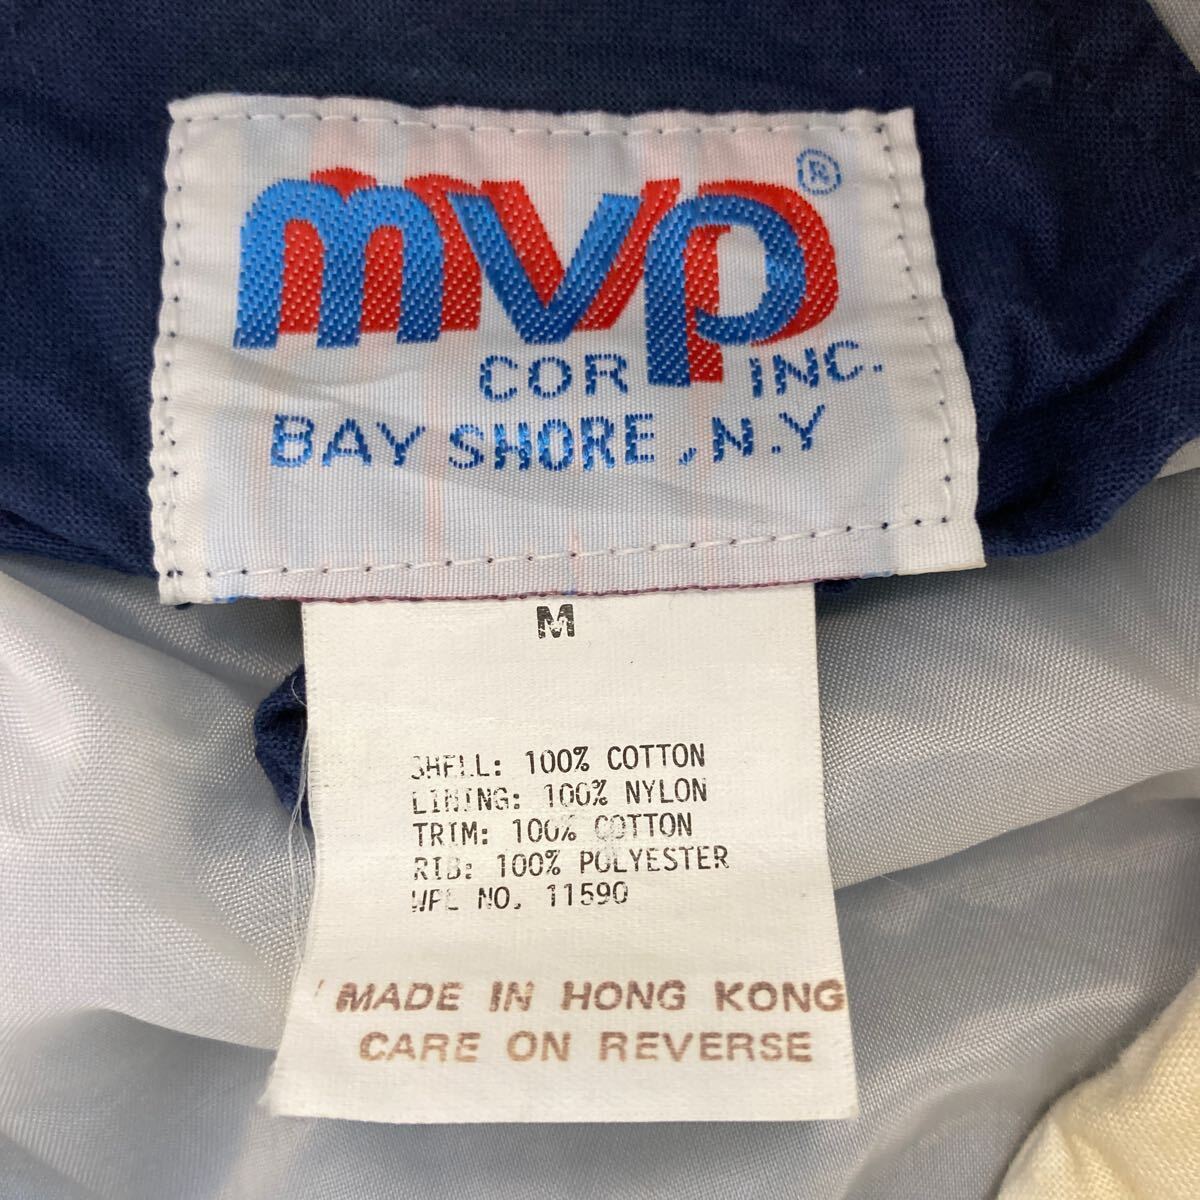 mvp®
COR INC.
BAY SHORE, N.Y
M
SHELL: 100% COTTON
LINING: 100% NYLON
TRIM: 100% COTTON
RIB: 100% POLYESTER
WPL NO. 11590
MADE IN HONG KONG
CARE ON REVERSE